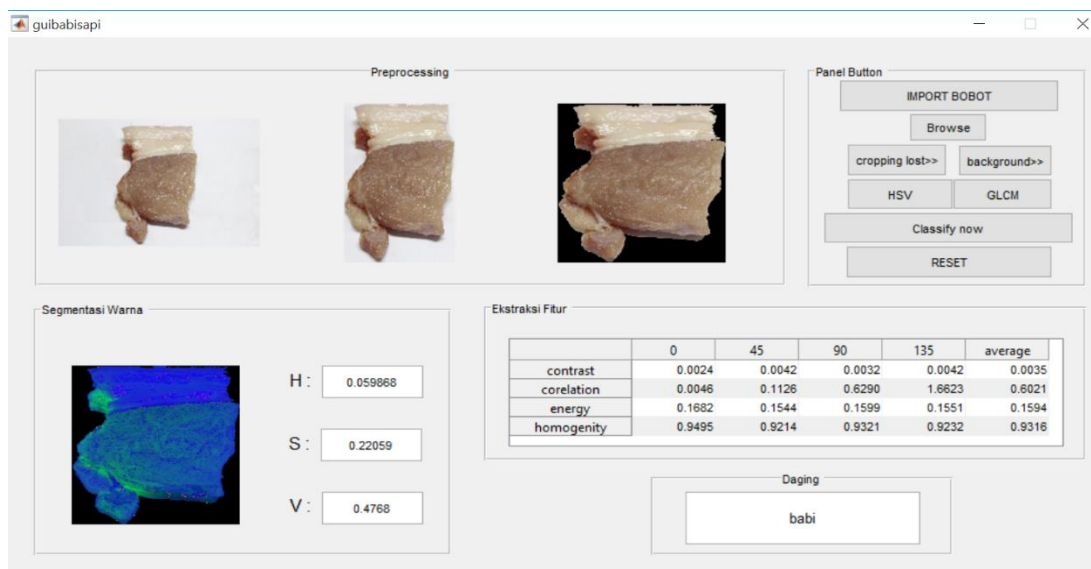 guibabisapi
Preprocessing
Panel Button
IMPORT BOBOT
Browse
cropping lost>> background>>
HSV GLCM
Classify now
RESET
Segmentasi Warna
H : 0.059868
S : 0.22059
V : 0.4768
Ekstraksi Fitur
0 45 90 135 average
contrast 0.0024 0.0042 0.0032 0.0042 0.0035
corelation 0.0046 0.1126 0.6290 1.6623 0.6021
energy 0.1682 0.1544 0.1599 0.1551 0.1594
homogenity 0.9495 0.9214 0.9321 0.9232 0.9316
Daging
babi